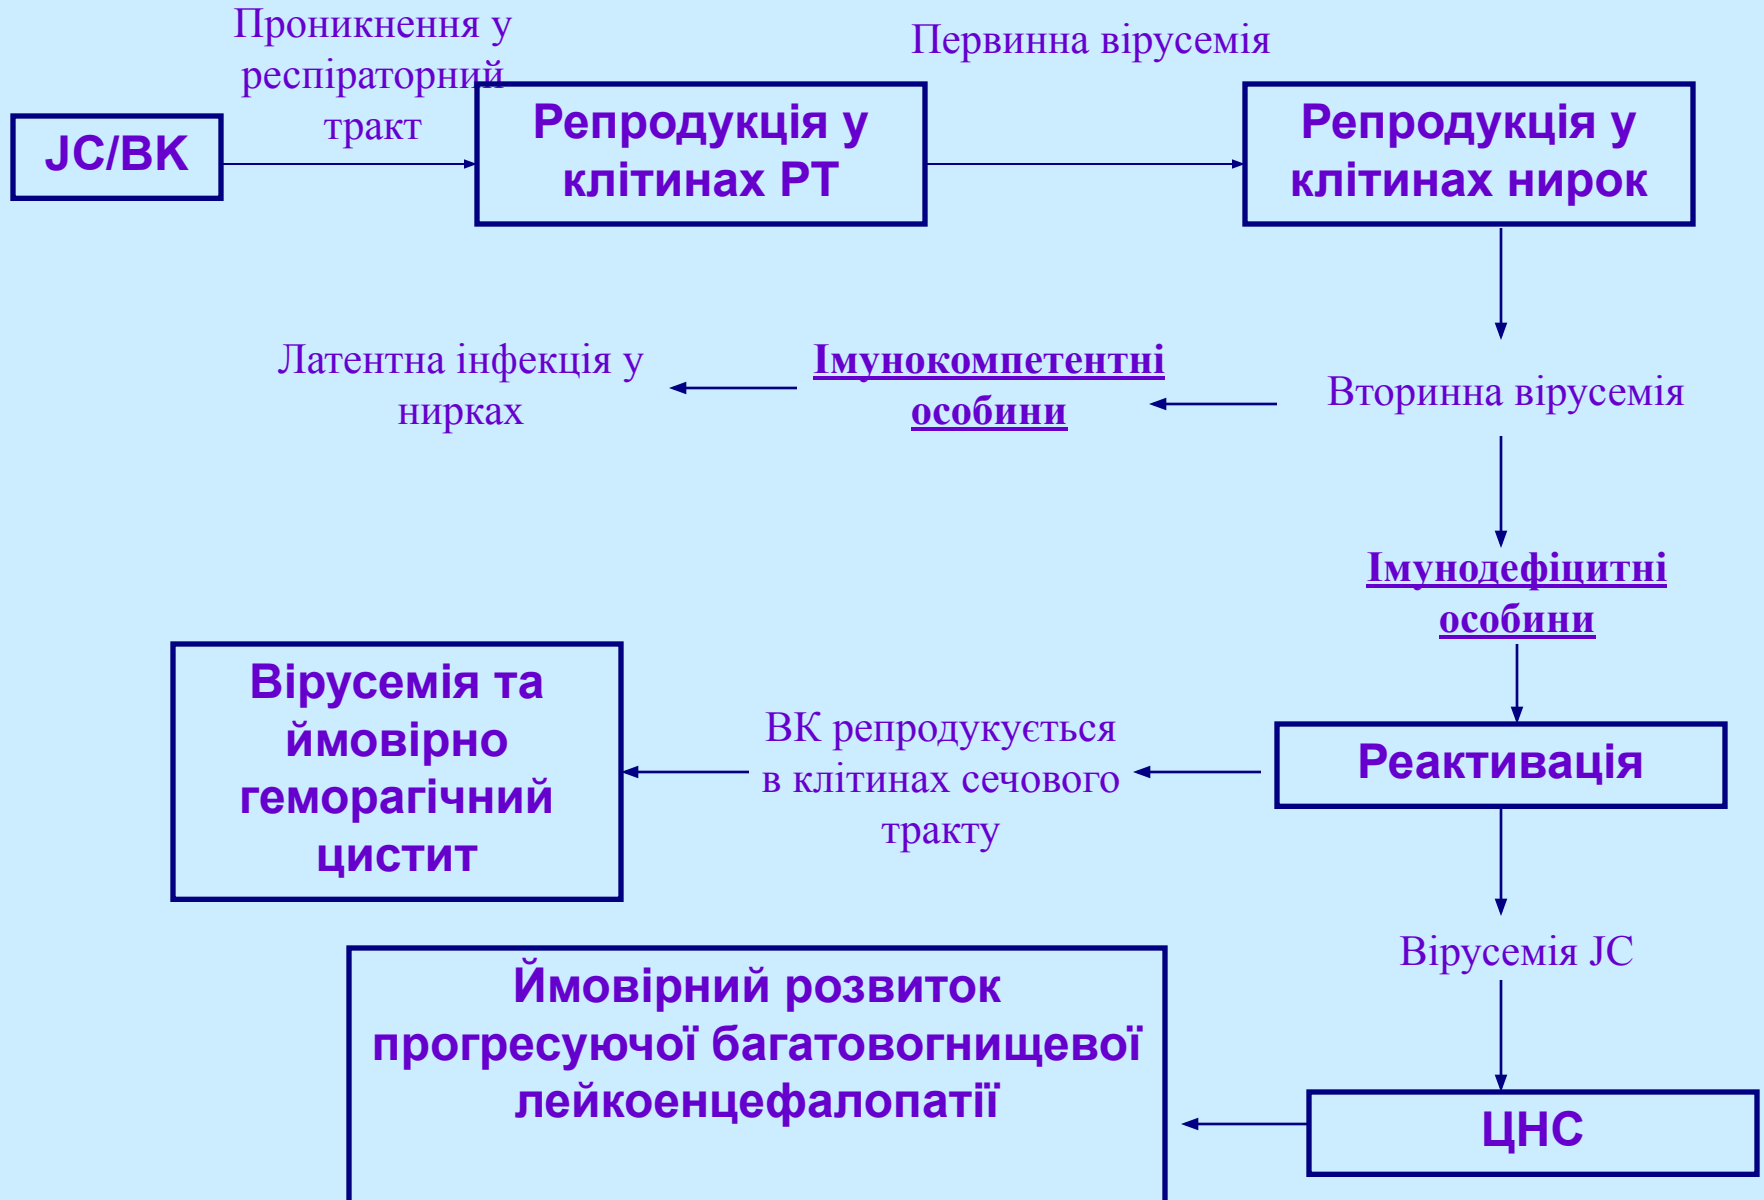 Проникнення у
респіраторний
тракт
Первинна вірусемія
JC/BK
Репродукція у
клітинах РТ
Репродукція у
клітинах нирок
Латентна інфекція у
нирках
Імунокомпетентні
особини
Вторинна вірусемія
Імунодефіцитні
особини
Вірусемія та
ймовірно
геморагічний
цистит
ВК репродукується
в клітинах сечового
тракту
Реактивація
Вірусемія JC
Ймовірний розвиток
прогресуючої багатовогнищевої
лейкоенцефалопатії
ЦНС